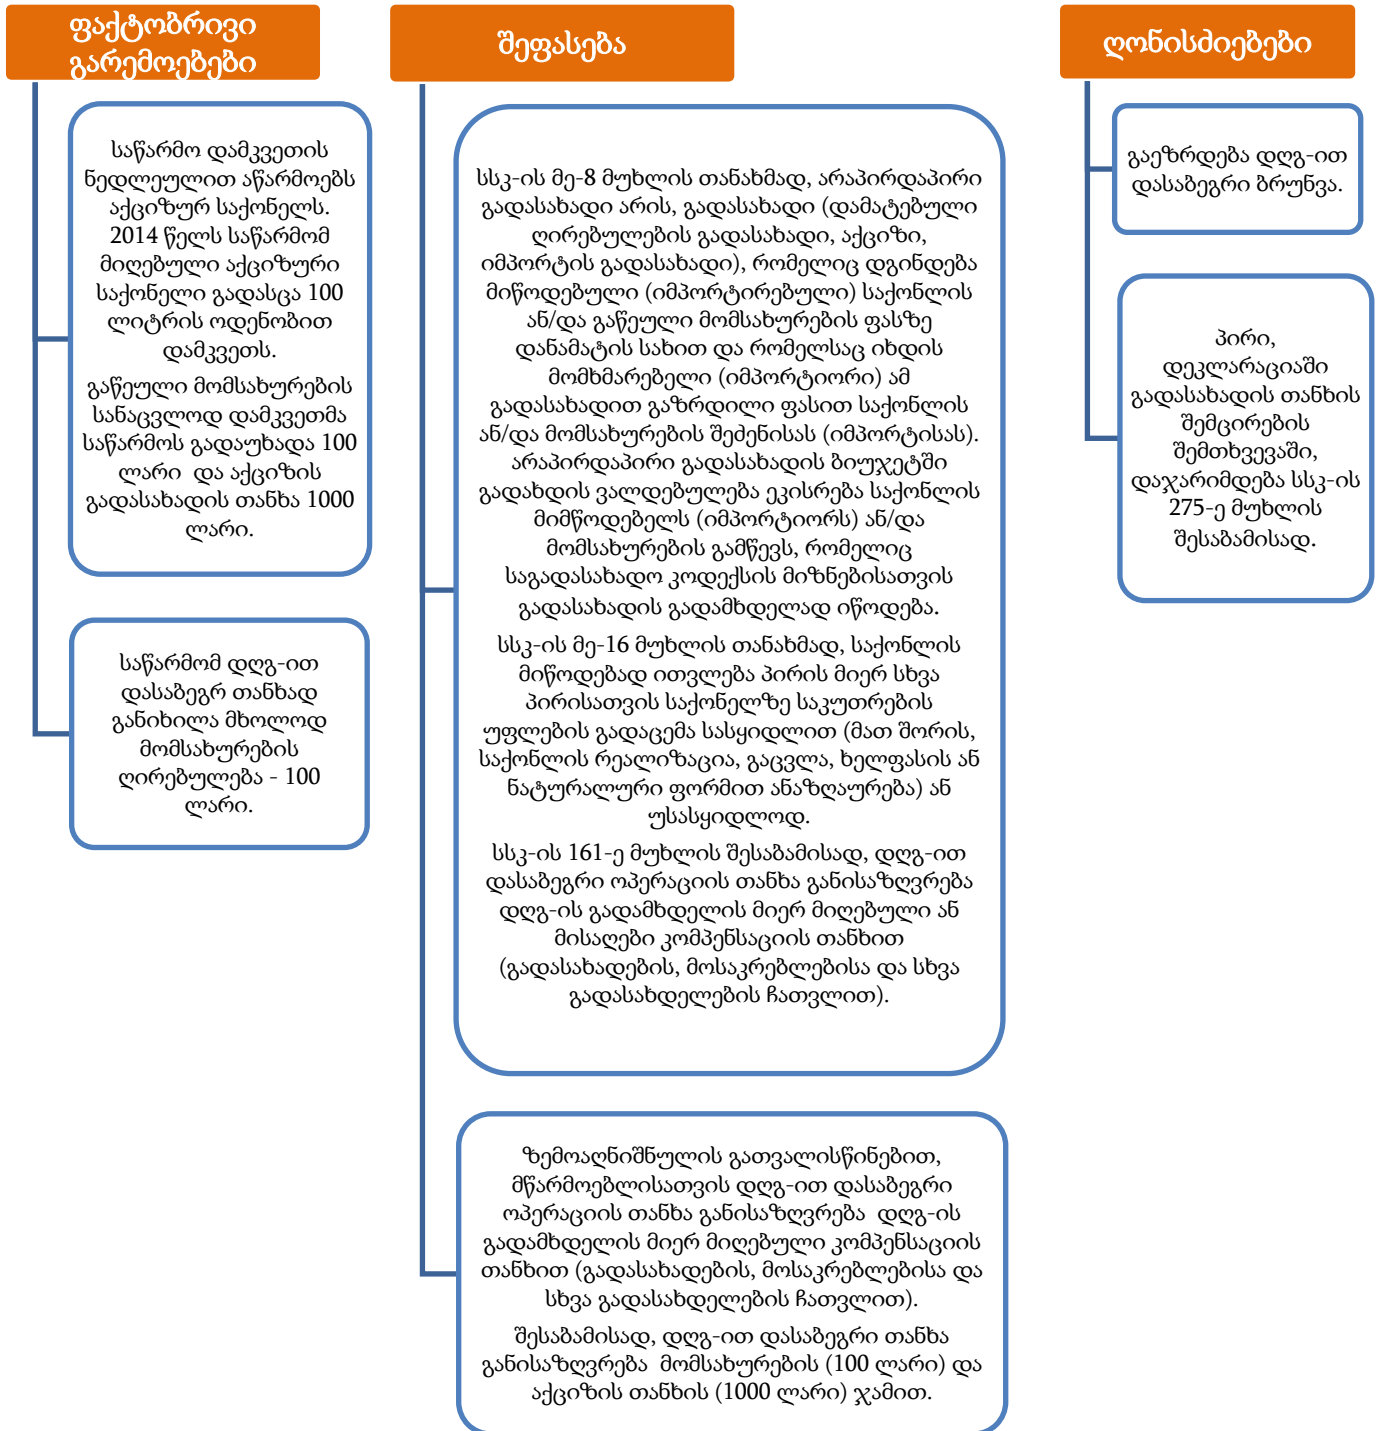 ფაქტობრივი
გარემოებები
საწარმო დამკვეთის
ნედლეულით აწარმოებს
აქციზურ საქონელს.
2014 წელს საწარმომ
მიღებული აქციზური
საქონელი გადასცა 100
ლიტრის ოდენობით
დამკვეთს.
გაწეული მომსახურების
სანაცვლოდ დამკვეთმა
საწარმოს გადაუხადა 100
ლარი და აქციზის
გადასახადის თანხა 1000
ლარი.
საწარმომ დღგ-ით
დასაბეგრ თანხად
განიხილა მხოლოდ
მომსახურების
ღირებულება - 100
ლარი.
შეფასება
სსკ-ის მე-8 მუხლის თანახმად, არაპირდაპირი
გადასახადი არის, გადასახადი (დამატებული
ღირებულების გადასახადი, აქციზი,
იმპორტის გადასახადი), რომელიც დგინდება
მიწოდებული (იმპორტირებული) საქონლის
ან/და გაწეული მომსახურების ფასზე
დანამატის სახით და რომელსაც იხდის
მომხმარებელი (იმპორტიორი) ამ
გადასახადით გაზრდილი ფასით საქონლის
ან/და მომსახურების შეძენისას (იმპორტისას).
არაპირდაპირი გადასახადის ბიუჯეტში
გადახდის ვალდებულება ეკისრება საქონლის
მიმწოდებელს (იმპორტიორს) ან/და
მომსახურების გამწევს, რომელიც
საგადასახადო კოდექსის მიზნებისათვის
გადასახადის გადამხდელად იწოდება.
სსკ-ის მე-16 მუხლის თანახმად, საქონლის
მიწოდებად ითვლება პირის მიერ სხვა
პირისათვის საქონელზე საკუთრების
უფლების გადაცემა სასყიდლით (მათ შორის,
საქონლის რეალიზაცია, გაცვლა, ხელფასის ან
ნატურალური ფორმით ანაზღაურება) ან
უსასყიდლოდ.
სსკ-ის 161-ე მუხლის შესაბამისად, დღგ-ით
დასაბეგრი ოპერაციის თანხა განისაზღვრება
დღგ-ის გადამხდელის მიერ მიღებული ან
მისაღები კომპენსაციის თანხით
(გადასახადების, მოსაკრებლებისა და სხვა
გადასახდელების ჩათვლით).
ზემოაღნიშნულის გათვალისწინებით,
მწარმოებლისათვის დღგ-ით დასაბეგრი
ოპერაციის თანხა განისაზღვრება დღგ-ის
გადამხდელის მიერ მიღებული კომპენსაციის
თანხით (გადასახადების, მოსაკრებლებისა და
სხვა გადასახდელების ჩათვლით).
შესაბამისად, დღგ-ით დასაბეგრი თანხა
განისაზღვრება მომსახურების (100 ლარი) და
აქციზის თანხის (1000 ლარი) ჯამით.
ღონისძიებები
გაეზრდება დღგ-ით
დასაბეგრი ბრუნვა.
პირი,
დეკლარაციაში
გადასახადის თანხის
შემცირების
შემთხვევაში,
დაჯარიმდება სსკ-ის
275-ე მუხლის
შესაბამისად.